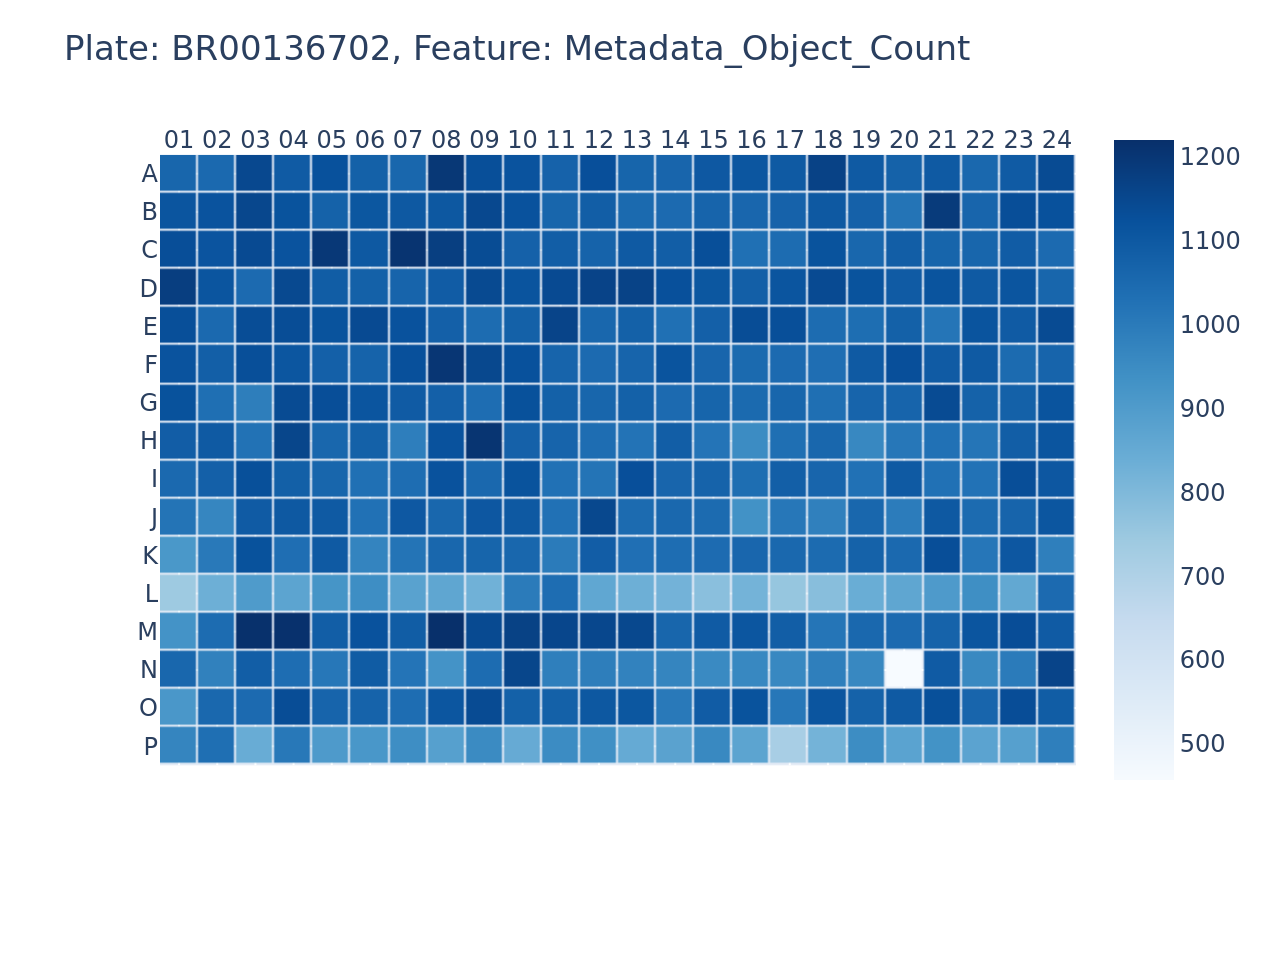 Plate: BR00136702, Feature: Metadata_Object_Count
01 02 03 04 05 06 07 08 09 10 11 12 13 14 15 16 17 18 19 20 21 22 23 24
A
B
C
D
E
F
G
H
I
J
K
L
M
N
O
P
1200
1100
1000
900
800
700
600
500